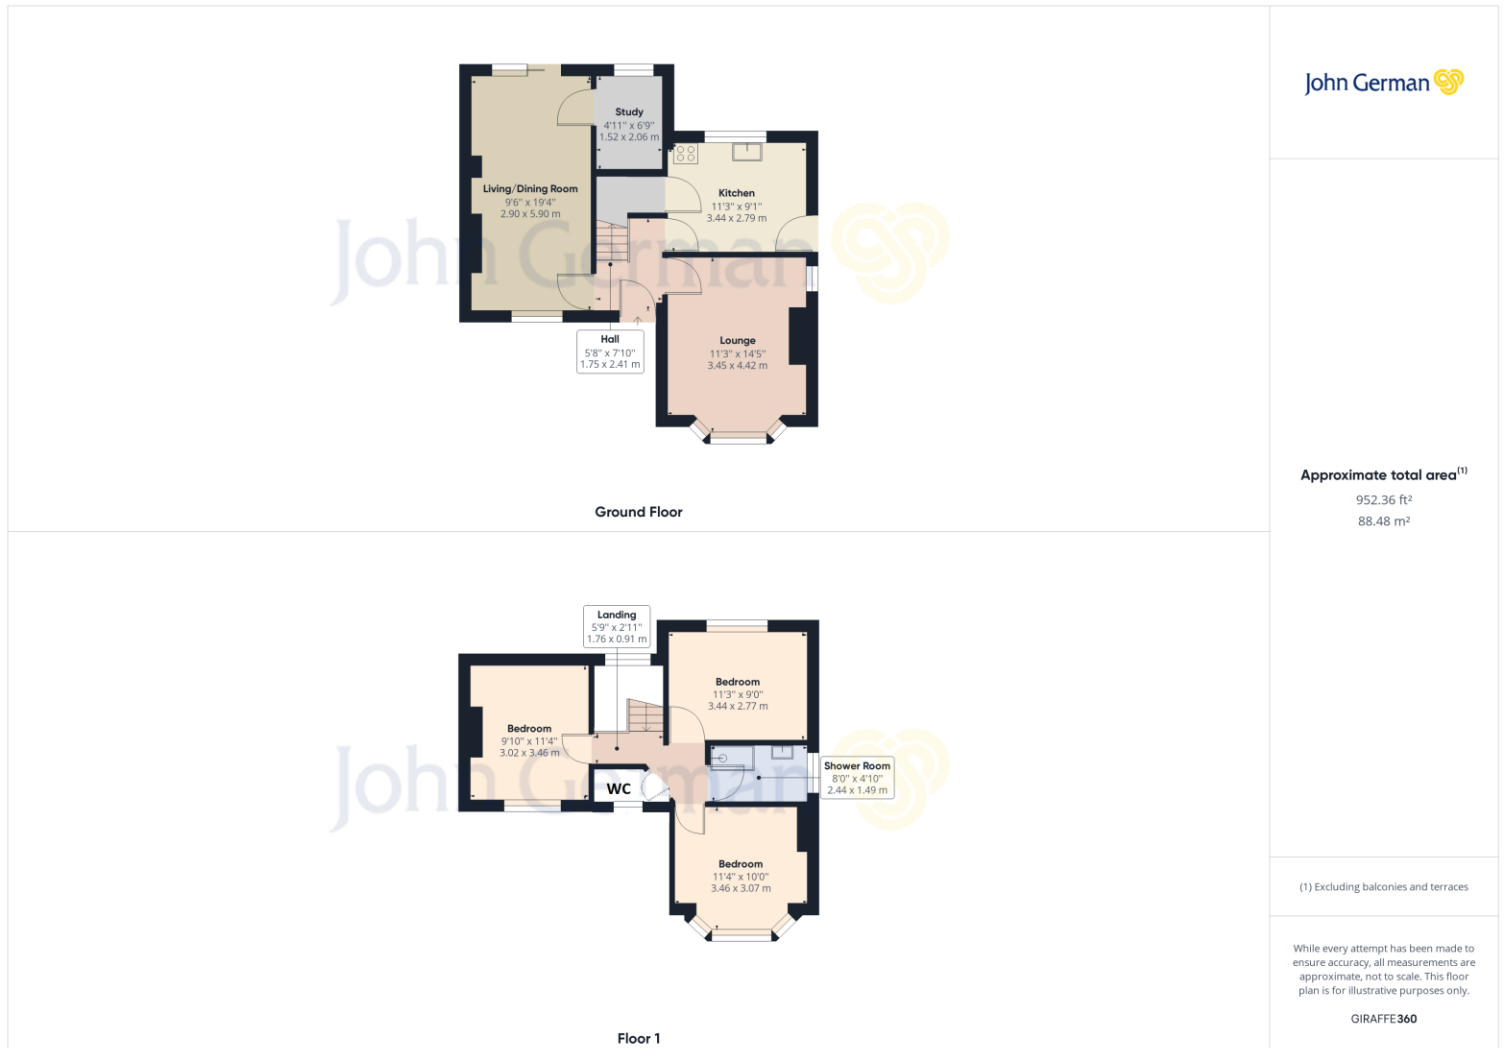 John German
Study
4'11" x 6'9"
1.52 x 2.06 m
Living/Dining Room
9'6" x 19'4"
2.90 x 5.90 m
Kitchen
11'3" x 9'1"
3.44 x 2.79 m
John German
Hall
5'8" x 7'10"
1.75 x 2.41 m
Lounge
11'3" x 14'5"
3.45 x 4.42 m
Ground Floor
Approximate total area(1)
952.36 ft²
88.48 m²
Landing
5'9" x 2'11"
1.76 x 0.91 m
Bedroom
11'3" x 9'0"
3.44 x 2.77 m
Bedroom
9'10" x 11'4"
3.02 x 3.46 m
John German
WC
Shower Room
8'0" x 4'10"
2.44 x 1.49 m
Bedroom
11'4" x 10'0"
3.46 x 3.07 m
Floor 1
(1) Excluding balconies and terraces
While every attempt has been made to
ensure accuracy, all measurements are
approximate, not to scale. This floor
plan is for illustrative purposes only.
GIRAFFE360